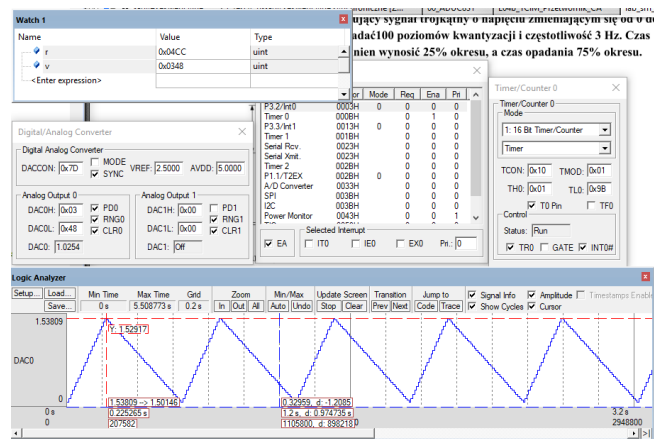 Watch 1
Name Value Type
r 0x04CC uint
v 0x0348 uint
<Enter expression>
ujący sygnał trójkątny o napięciu zmieniającym się od 0 do
adać100 poziomów kwantyzacji i częstotliwość 3 Hz. Czas
nien wynosić 25% okresu, a czas opadania 75% okresu.
Mode Req Ena Pri
P3.2/Int0 0003H 0 0 0 0
Timer 0 000BH 0 1 0
P3.3/Int1 0013H 0 0 0 0
Timer 1 001BH 0 0 0
Serial Rcv. 0023H 0 0 0
Serial Xmit. 0023H 0 0 0
Timer 2 002BH 0 0 0
P1.1/T2EX 002BH 0 0 0 0
A/D Converter 0033H 0 0 0
SPI 003BH 0 0 0
I2C 003BH 0 0 0
Power Monitor 0043H 0 0 1
Selected Interrupt
EA IT0 IE0 EX0 Pri.: 0
Digital/Analog Converter
Digital Analog Converter
DACCON: 0x7D MODE SYNC VREF: 2.5000 AVDD: 5.0000
Analog Output 0
DAC0H: 0x03 PD0
RNG0
DAC0L: 0x48 CLR0
DAC0: 1.0254
Analog Output 1
DAC1H: 0x00 PD1
RNG1
DAC1L: 0x00 CLR1
DAC1: Off
Timer/Counter 0
Timer/Counter 0
Mode
1: 16 Bit Timer/Counter
Timer
TCON: 0x10 TMOD: 0x01
TH0: 0x01 TL0: 0x9B
T0 Pin TF0
Control
Status: Run
TR0 GATE INT0#
Logic Analyzer
Setup... Load... Min Time Max Time Grid Zoom Min/Max Update Screen Transition Jump to Signal Info Amplitude Timestamps Enable
Save... 0 s 5.508773 s 0.2 s In Out All Auto Undo Stop Clear Prev Next Code Trace Show Cycles Cursor
1.53809
Y: 1.52917
DAC0
0
1.53809 --> 1.50146 0.32959, d: -1.2085
0 s 0.225265 s 1.2 s, d: 0.974735 s 3.2 s
0 207582 1105800, d: 898218 2948800